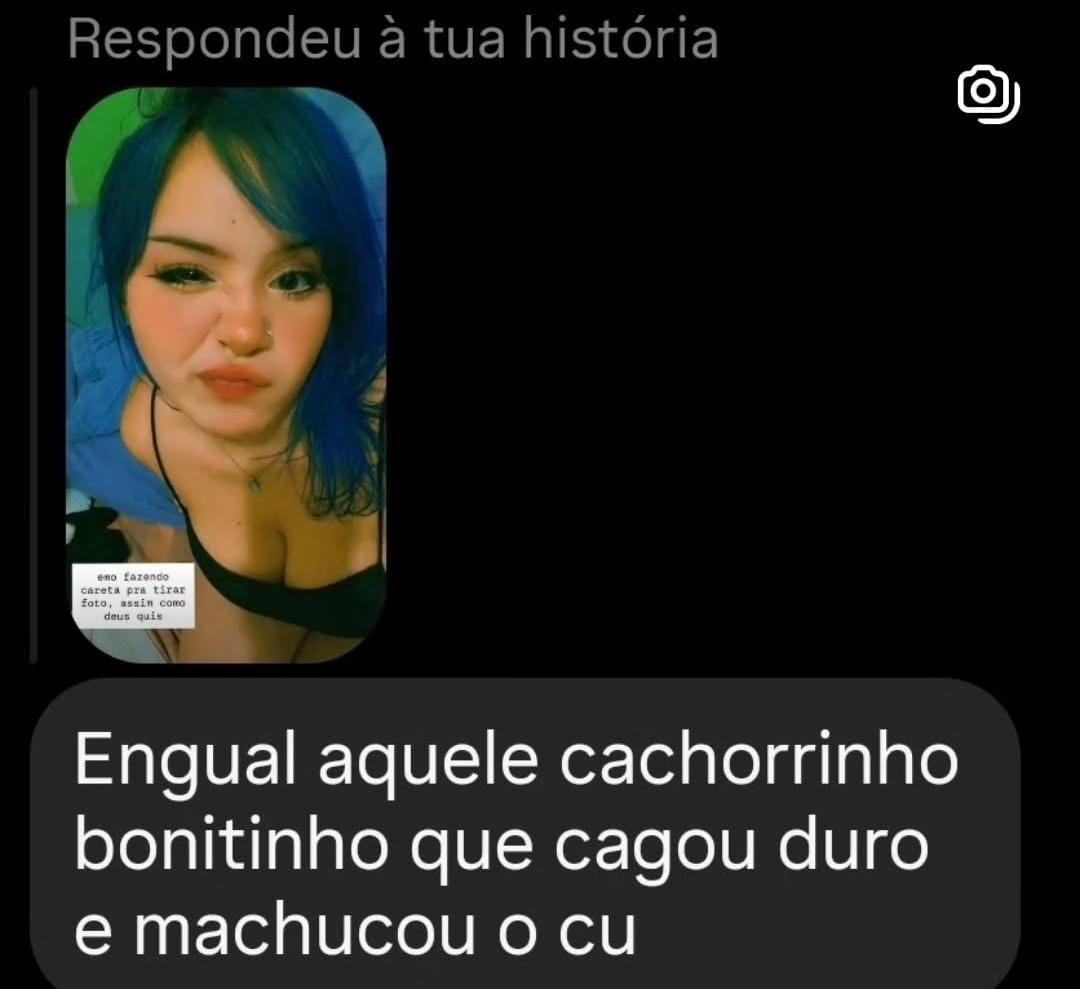 Respondeu à tua história
emo fazendo
careta pra tirar
foto, assim como
deus quis
Engual aquele cachorrinho
bonitinho que cagou duro
e machucou o cu